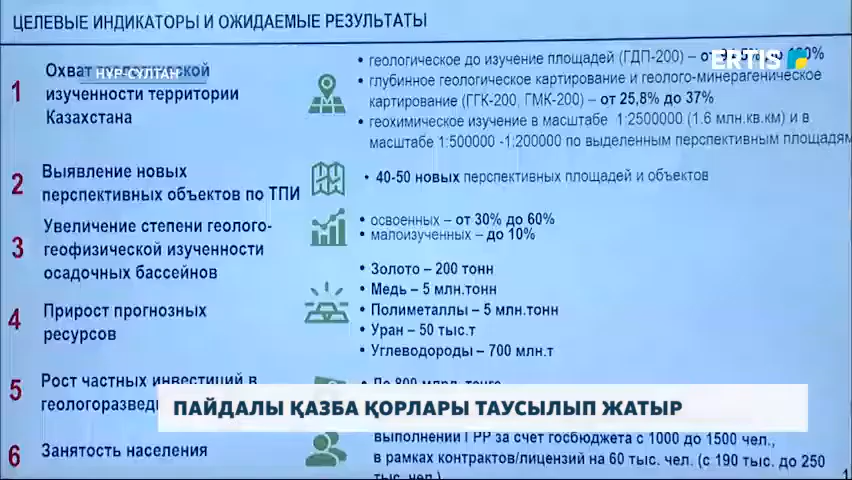 ЦЕЛЕВЫЕ ИНДИКАТОРЫ И ОЖИДАЕМЫЕ РЕЗУЛЬТАТЫ
ERTIS
НҰР-СҰЛТАН
1
Охват
изученности территории
Казахстана
• геологическое до изучение площадей (ГДП-200) –
• глубинное геологическое картирование и геолого-минерагеническое
картирование (ГГК-200, ГМК-200) – от 25,8% до 37%
• геохимическое изучение в масштабе 1:2500000 (1.6 млн.кв.км) и в
масштабе 1:500000 -1:200000 по выделенным перспективным площадям
2
Выявление новых
перспективных объектов по ТПИ
• 40-50 новых перспективных площадей и объектов
3
Увеличение степени геолого-
геофизической изученности
осадочных бассейнов
• освоенных – от 30% до 60%
• малоизученных – до 10%
4
Прирост прогнозных
ресурсов
• Золото – 200 тонн
• Медь – 5 млн.тонн
• Полиметаллы – 5 млн.тонн
• Уран – 50 тыс.т
• Углеводороды – 700 млн.т
5
Рост частных инвестиций в
геологоразвед
• До 800 млрд. тенге
ПАЙДАЛЫ ҚАЗБА ҚОРЛАРЫ ТАУСЫЛЫП ЖАТЫР
6
Занятость населения
выполнении ГРР за счет госбюджета с 1000 до 1500 чел.,
в рамках контрактов/лицензий на 60 тыс. чел. (с 190 тыс. до 250
тыс. чел.)